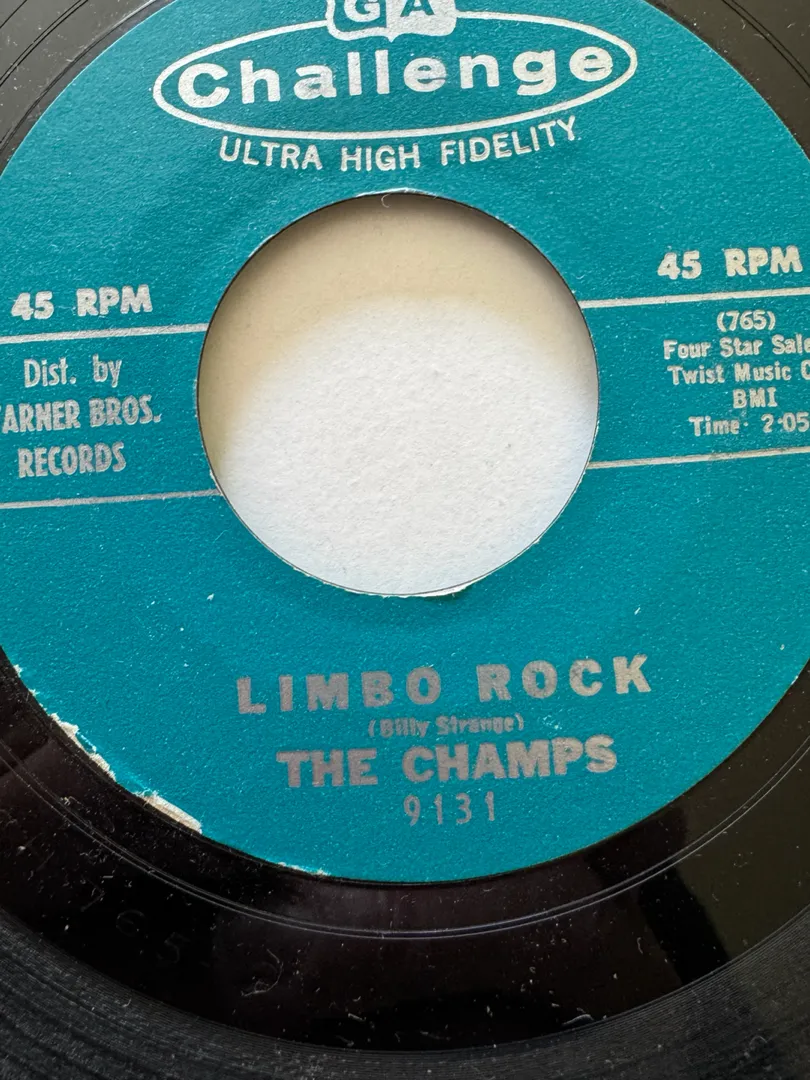 GA
Challenge
ULTRA HIGH FIDELITY
45 RPM
Dist. by
ARNER BROS.
RECORDS
45 RPM
(765)
Four Star Sale
Twist Music C
BMI
Time: 2:05
LIMBO ROCK
(Billy Strange)
THE CHAMPS
9131
765